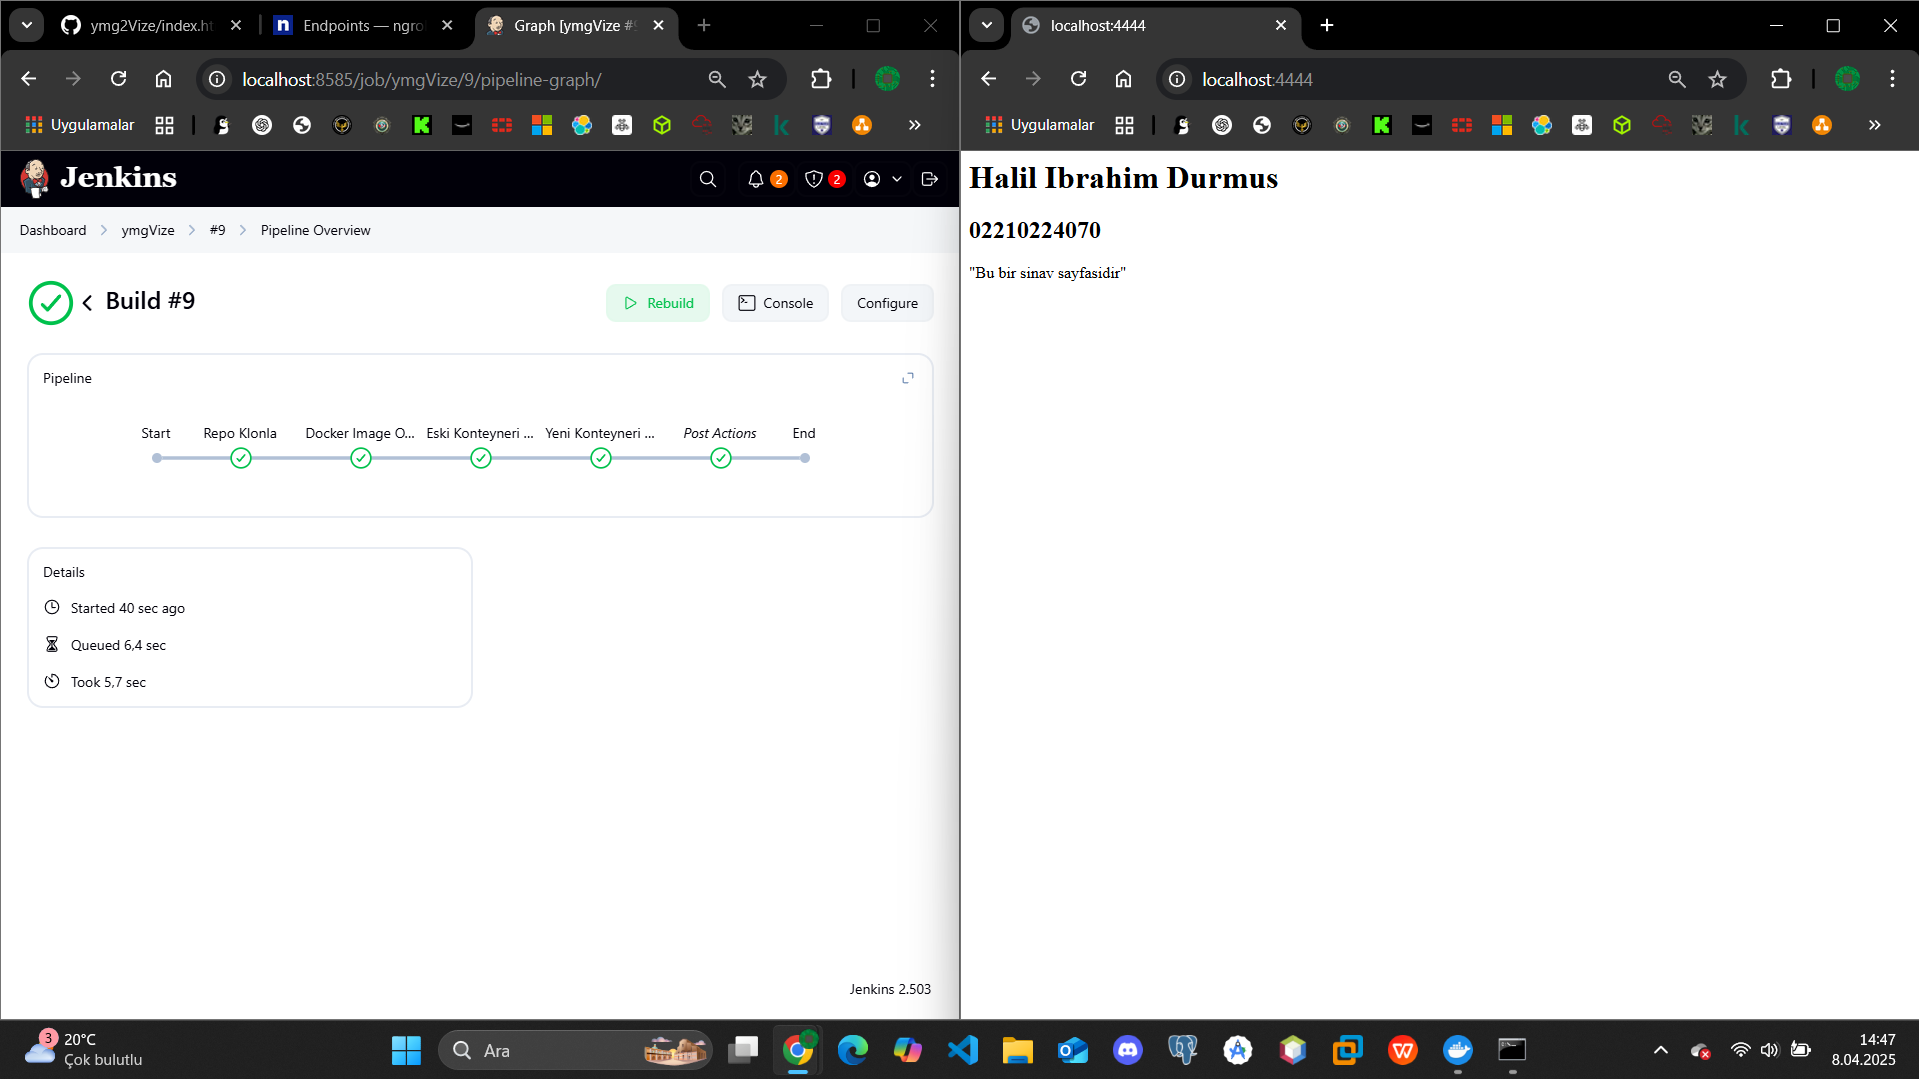 ymg2Vize/index.ht
Endpoints — ngro
Graph [ymgVize #9
localhost:8585/job/ymgVize/9/pipeline-graph/
Uygulamalar
Jenkins
2
2
Dashboard
ymgVize
#9
Pipeline Overview
Build #9
Rebuild
Console
Configure
Pipeline
Start
Repo Klonla
Docker Image O...
Eski Konteyneri ...
Yeni Konteyneri ...
Post Actions
End
Details
Started 40 sec ago
Queued 6,4 sec
Took 5,7 sec
Jenkins 2.503
localhost:4444
localhost:4444
Uygulamalar
Halil Ibrahim Durmus
02210224070
"Bu bir sinav sayfasidir"
3
20°C
Çok bulutlu
Ara
14:47
8.04.2025